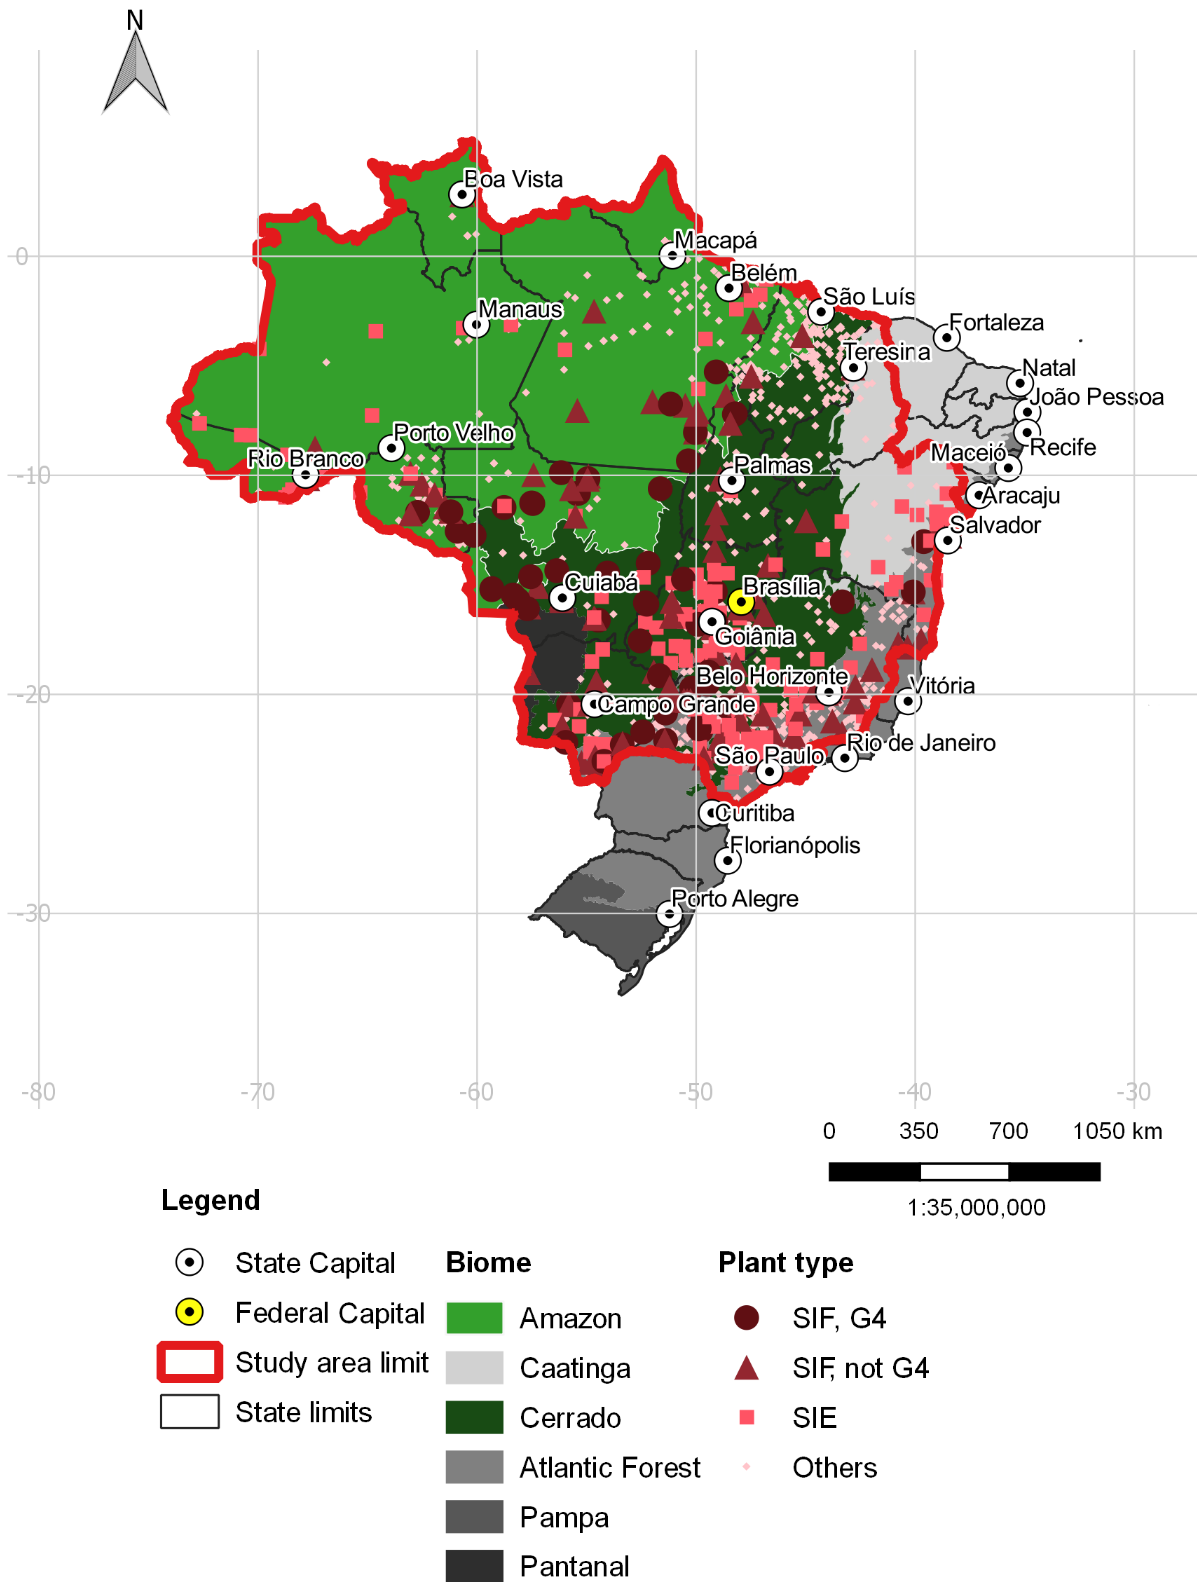 N
Boa Vista
Macapá
0
Belém
São Luís
Manaus
Fortaleza
Teresina
Natal
João Pessoa
Porto Velho
Recife
Rio Branco
Maceió
Palmas
-10
Aracaju
Salvador
Cuiabá
Brasília
Goiânia
Belo Horizonte
Vitória
-20
Campo Grande
Rio de Janeiro
São Paulo
Curitiba
Florianópolis
Porto Alegre
-30
-80 -70 -60 -50 -40 -30
0 350 700 1050 km
1:35,000,000
Legend
State Capital
Federal Capital
Study area limit
State limits
Biome
Amazon
Caatinga
Cerrado
Atlantic Forest
Pampa
Pantanal
Plant type
SIF, G4
SIF, not G4
SIE
Others